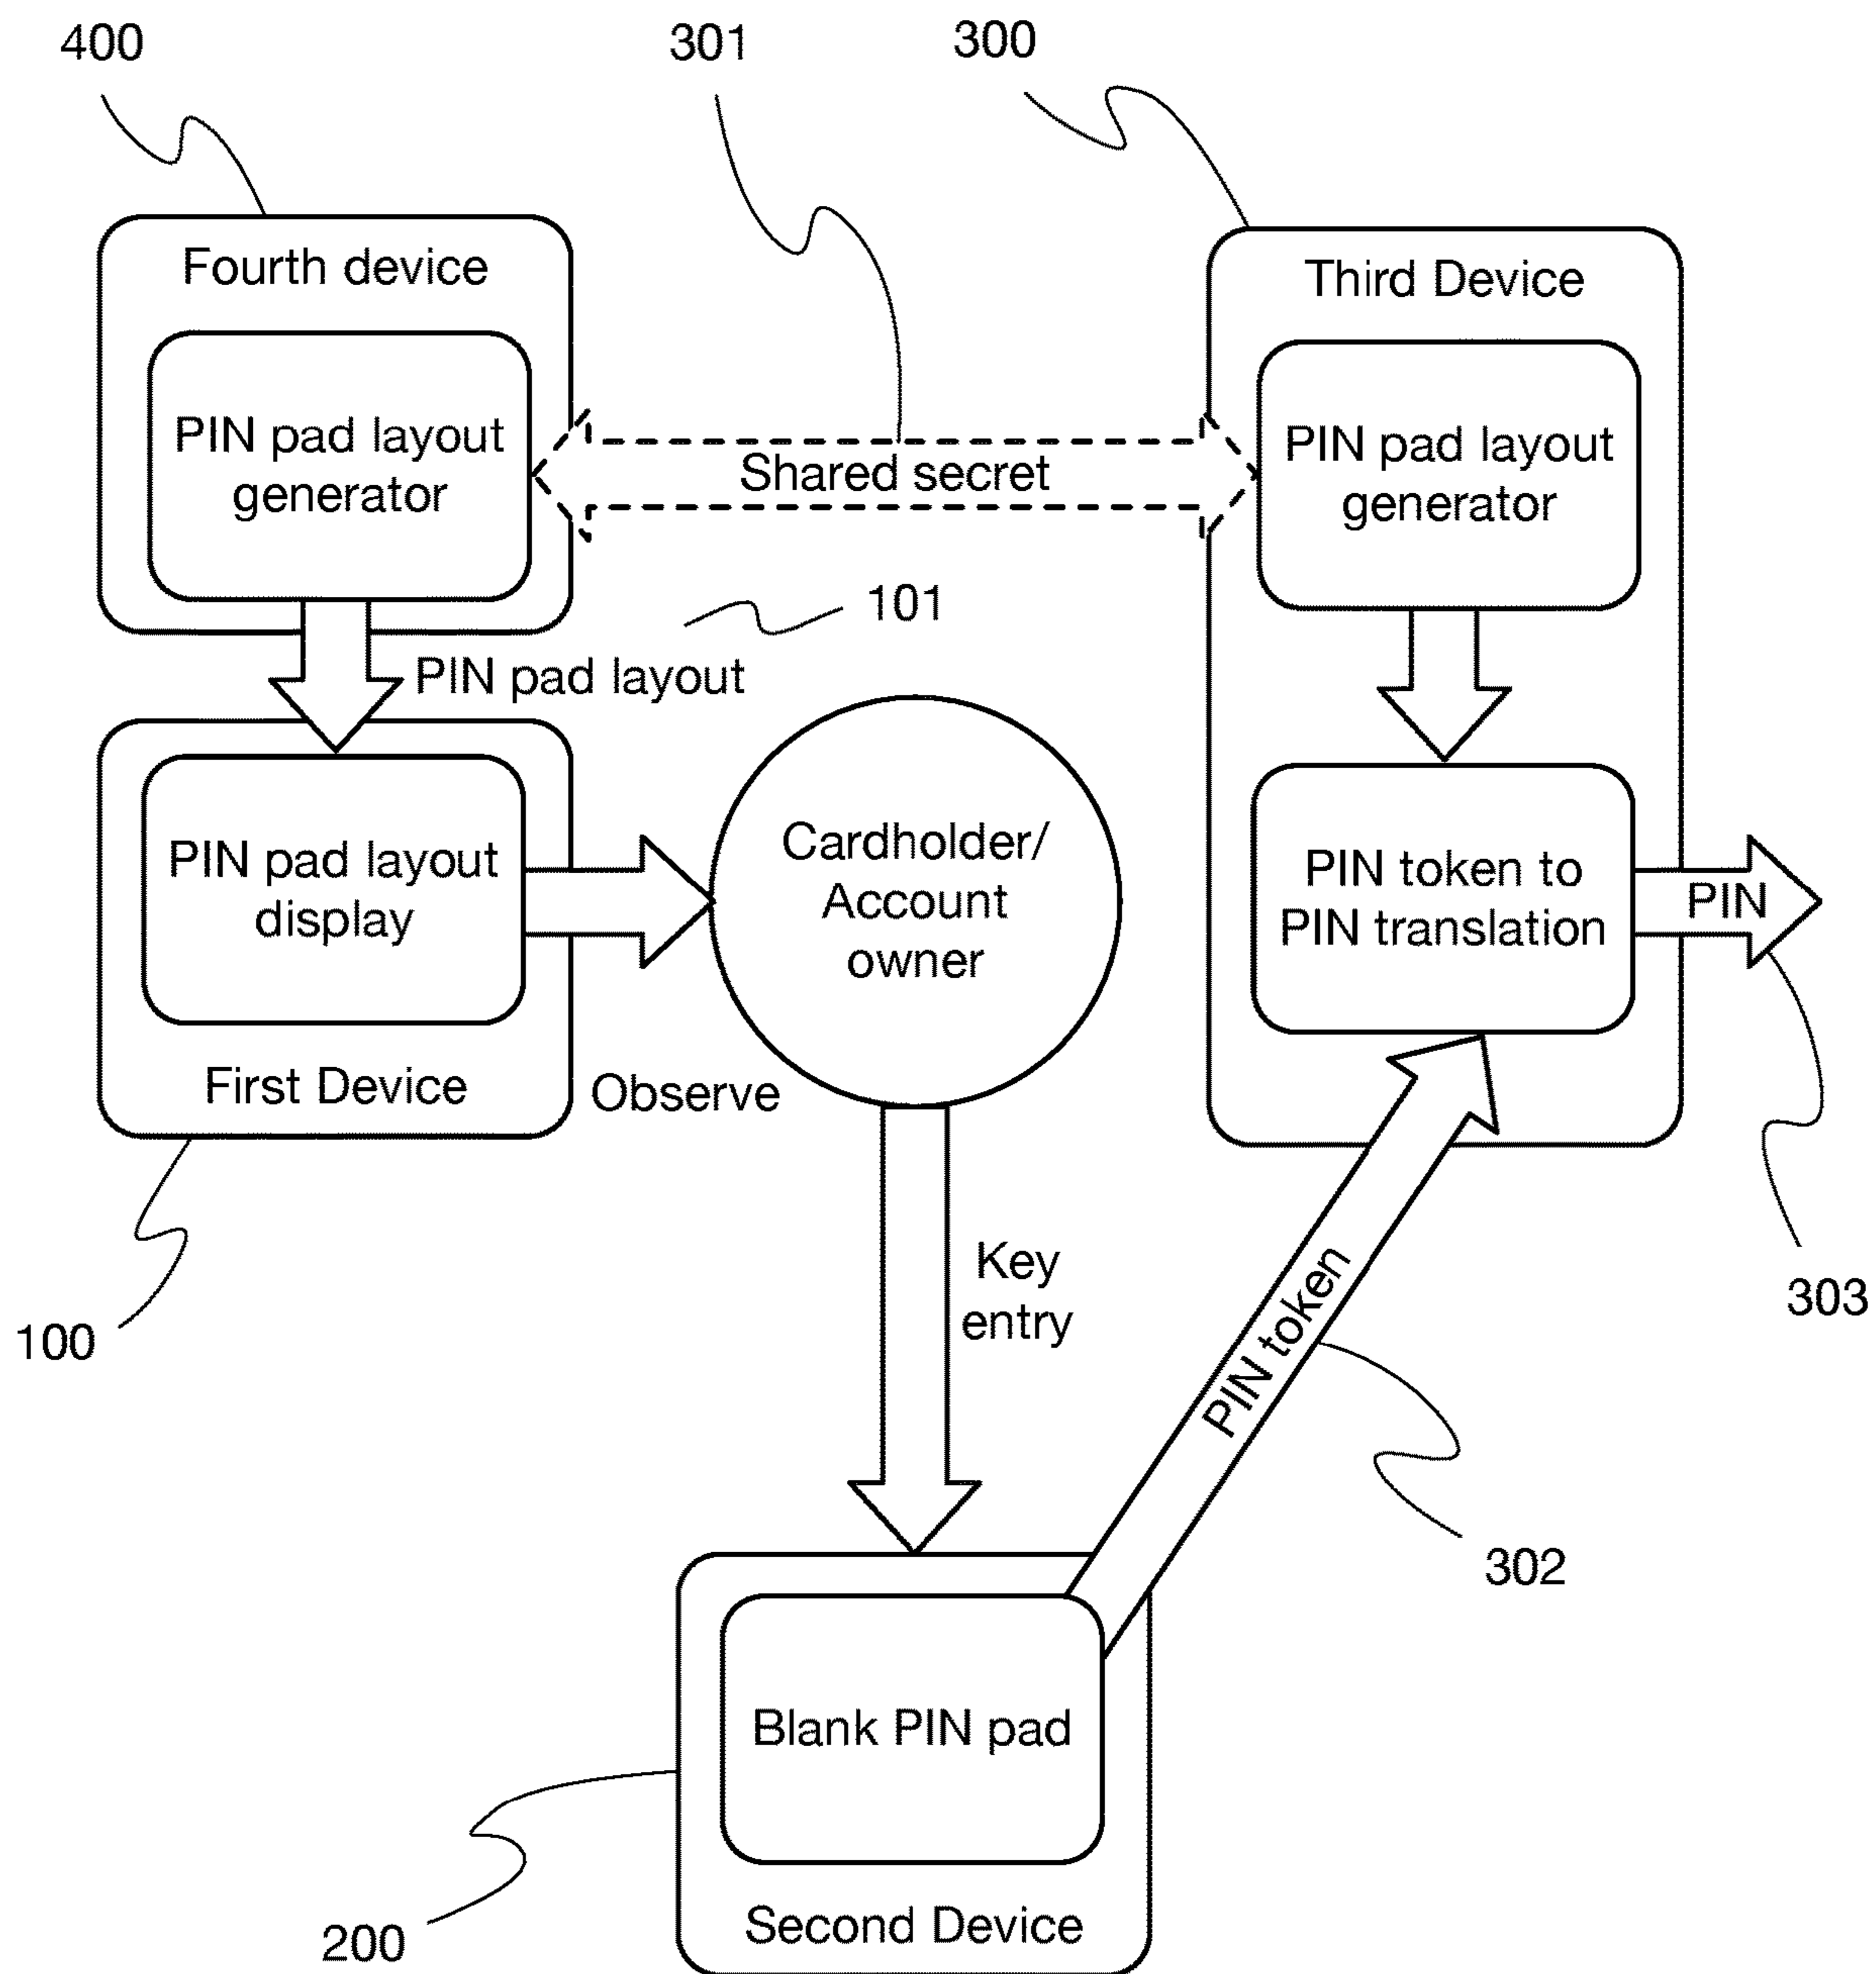 400
301
300
Fourth device
Third Device
PIN pad layout
generator
Shared secret
PIN pad layout
generator
101
PIN pad layout
PIN pad layout
display
Cardholder/
Account
owner
PIN token to
PIN translation
PIN
First Device
Observe
Key
entry
PIN token
303
100
302
Blank PIN pad
Second Device
200